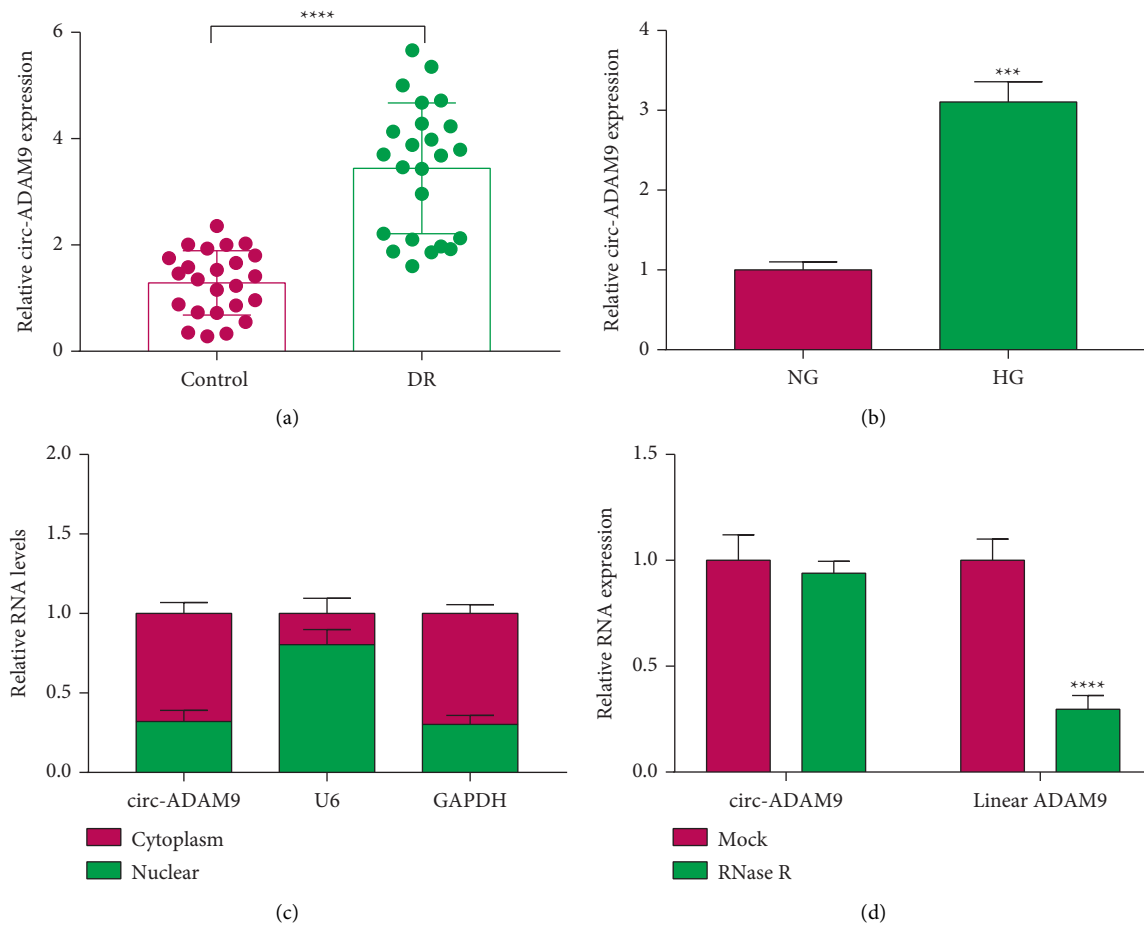 ****
Relative circ-ADAM9 expression
6
4
2
0
Control
DR
(a)
Relative circ-ADAM9 expression
4
3
2
1
0
***
NG
HG
(b)
Relative RNA levels
2.0
1.5
1.0
0.5
0.0
circ-ADAM9
U6
GAPDH
Cytoplasm
Nuclear
(c)
Relative RNA expression
1.5
1.0
0.5
0.0
****
circ-ADAM9
Linear ADAM9
Mock
RNase R
(d)